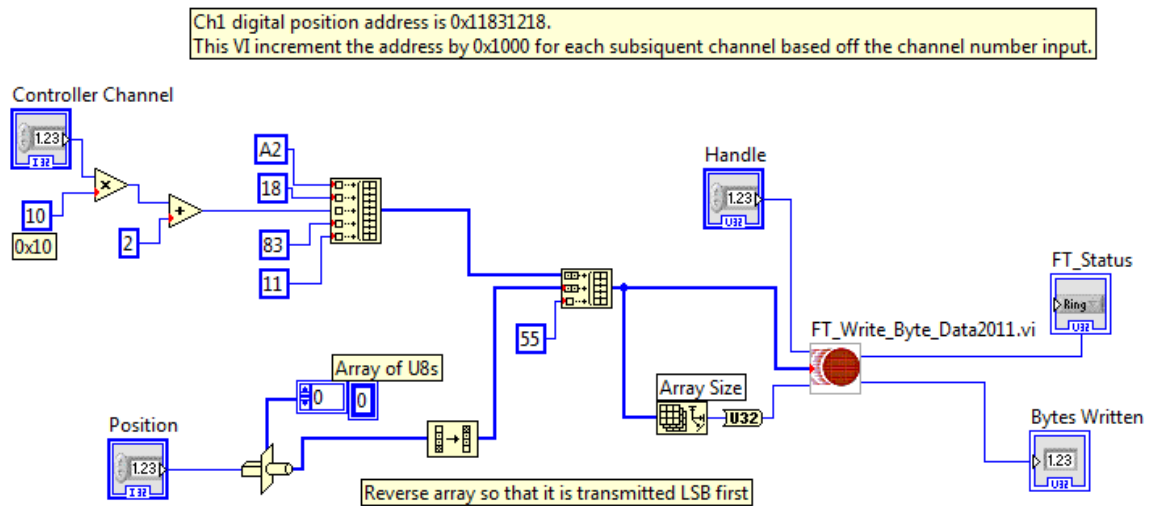 Ch1 digital position address is 0x11831218.
This VI increment the address by 0x1000 for each subsiquent channel based off the channel number input.
Controller Channel
1.23
I32
10
0x10
2
A2
18
83
11
Handle
1.23
U32
55
FT_Status
Ring
U32
FT_Write_Byte_Data2011.vi
Array of U8s
0
0
Array Size
U32
Position
1.23
I32
Bytes Written
1.23
U32
Reverse array so that it is transmitted LSB first